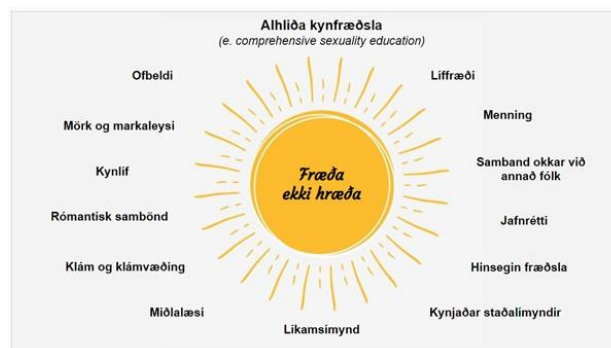 Alhliða kynfræðsla
(e. comprehensive sexuality education)
Ofbeldi
Líffræði
Mörk og markaleysi
Menning
Kynlíf
Samband okkar við
annað fólk
Fræða
ekki hræða
Rómantísk sambönd
Jafnrétti
Klám og klámvæðing
Hinsegin fræðsla
Miðlalæsi
Líkamsímynd
Kynjaðar staðalímyndir